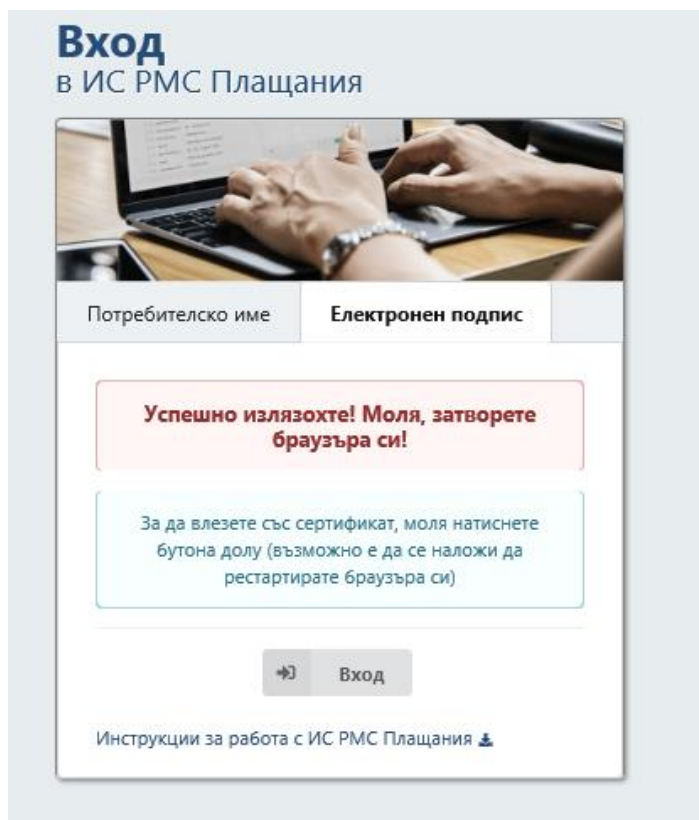 Вход
в ИС РМС Плащания
Потребителско име
Електронен подпис
Успешно излязохте! Моля, затворете
браузъра си!
За да влезете със сертификат, моля натиснете
бутона долу (възможно е да се наложи да
рестартирате браузъра си)
Вход
Инструкции за работа с ИС РМС Плащания